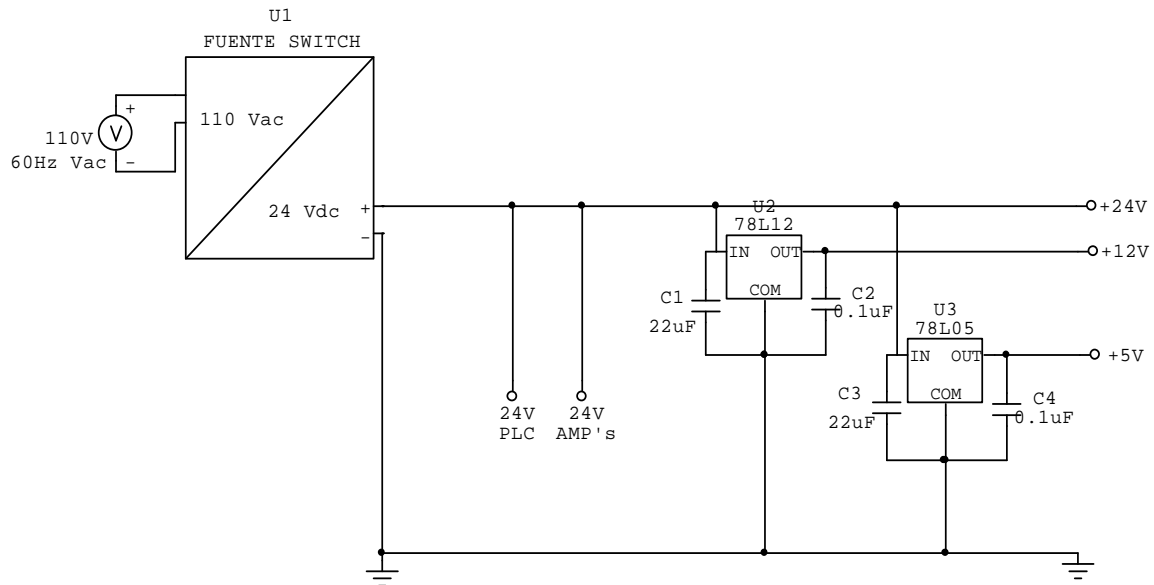 U1
FUENTE SWITCH
110 Vac
+
V
110V
60Hz Vac
-
24 Vdc
+
-
+24V
U2
78L12
IN OUT
COM
+12V
C1
22uF
C2
0.1uF
U3
78L05
IN OUT
COM
+5V
C3
22uF
C4
0.1uF
24V
PLC
24V
AMP's